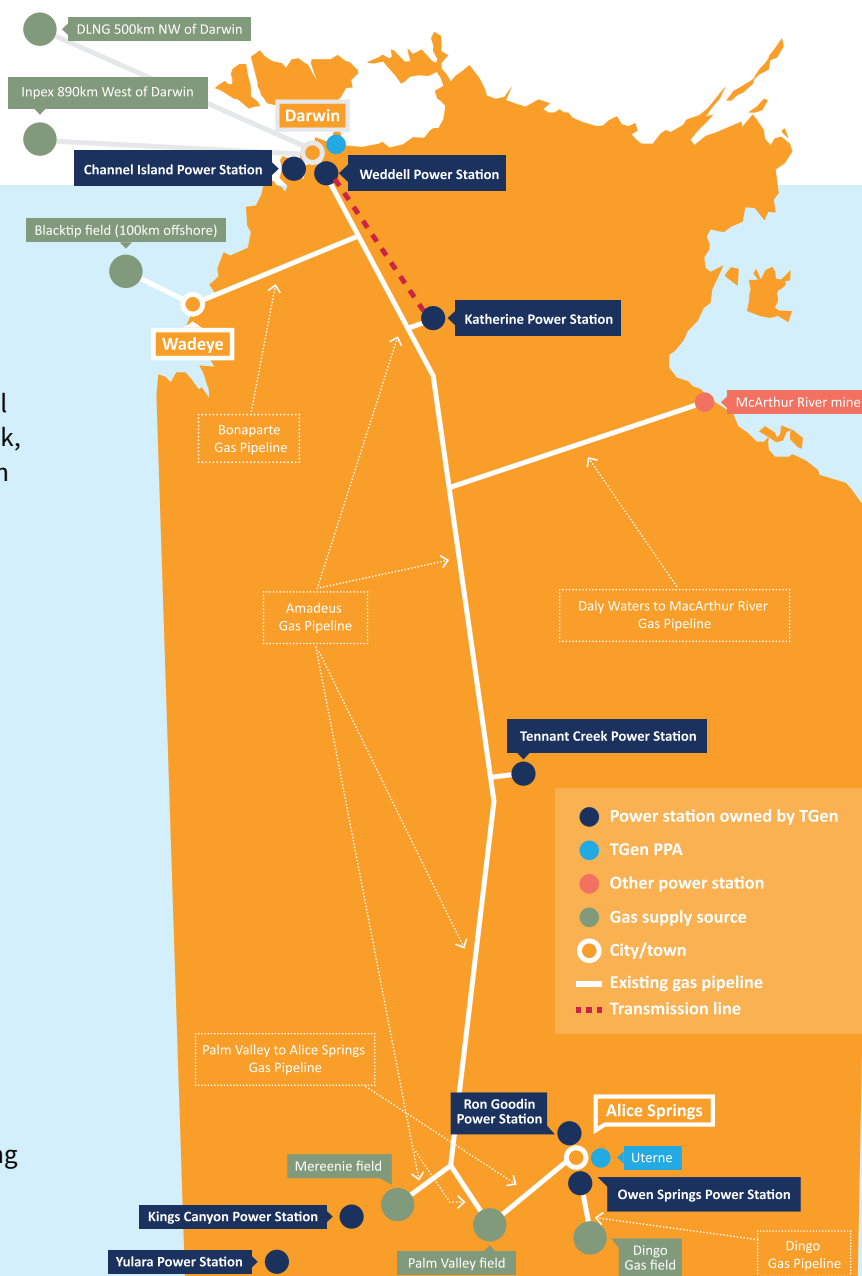 DLNG 500km NW of Darwin
Inpex 890km West of Darwin
Darwin
Channel Island Power Station
Weddell Power Station
Blacktip field (100km offshore)
Katherine Power Station
Wadeye
McArthur River mine
l
k,
n
Bonaparte
Gas Pipeline
Amadeus
Gas Pipeline
Daly Waters to MacArthur River
Gas Pipeline
Tennant Creek Power Station
Power station owned by TGen
TGen PPA
Other power station
Gas supply source
City/town
Existing gas pipeline
Transmission line
Palm Valley to Alice Springs
Gas Pipeline
Ron Goodin
Power Station
Alice Springs
ng
Mereenie field
Uterne
Owen Springs Power Station
Kings Canyon Power Station
Yulara Power Station
Palm Valley field
Dingo
Gas field
Dingo
Gas Pipeline